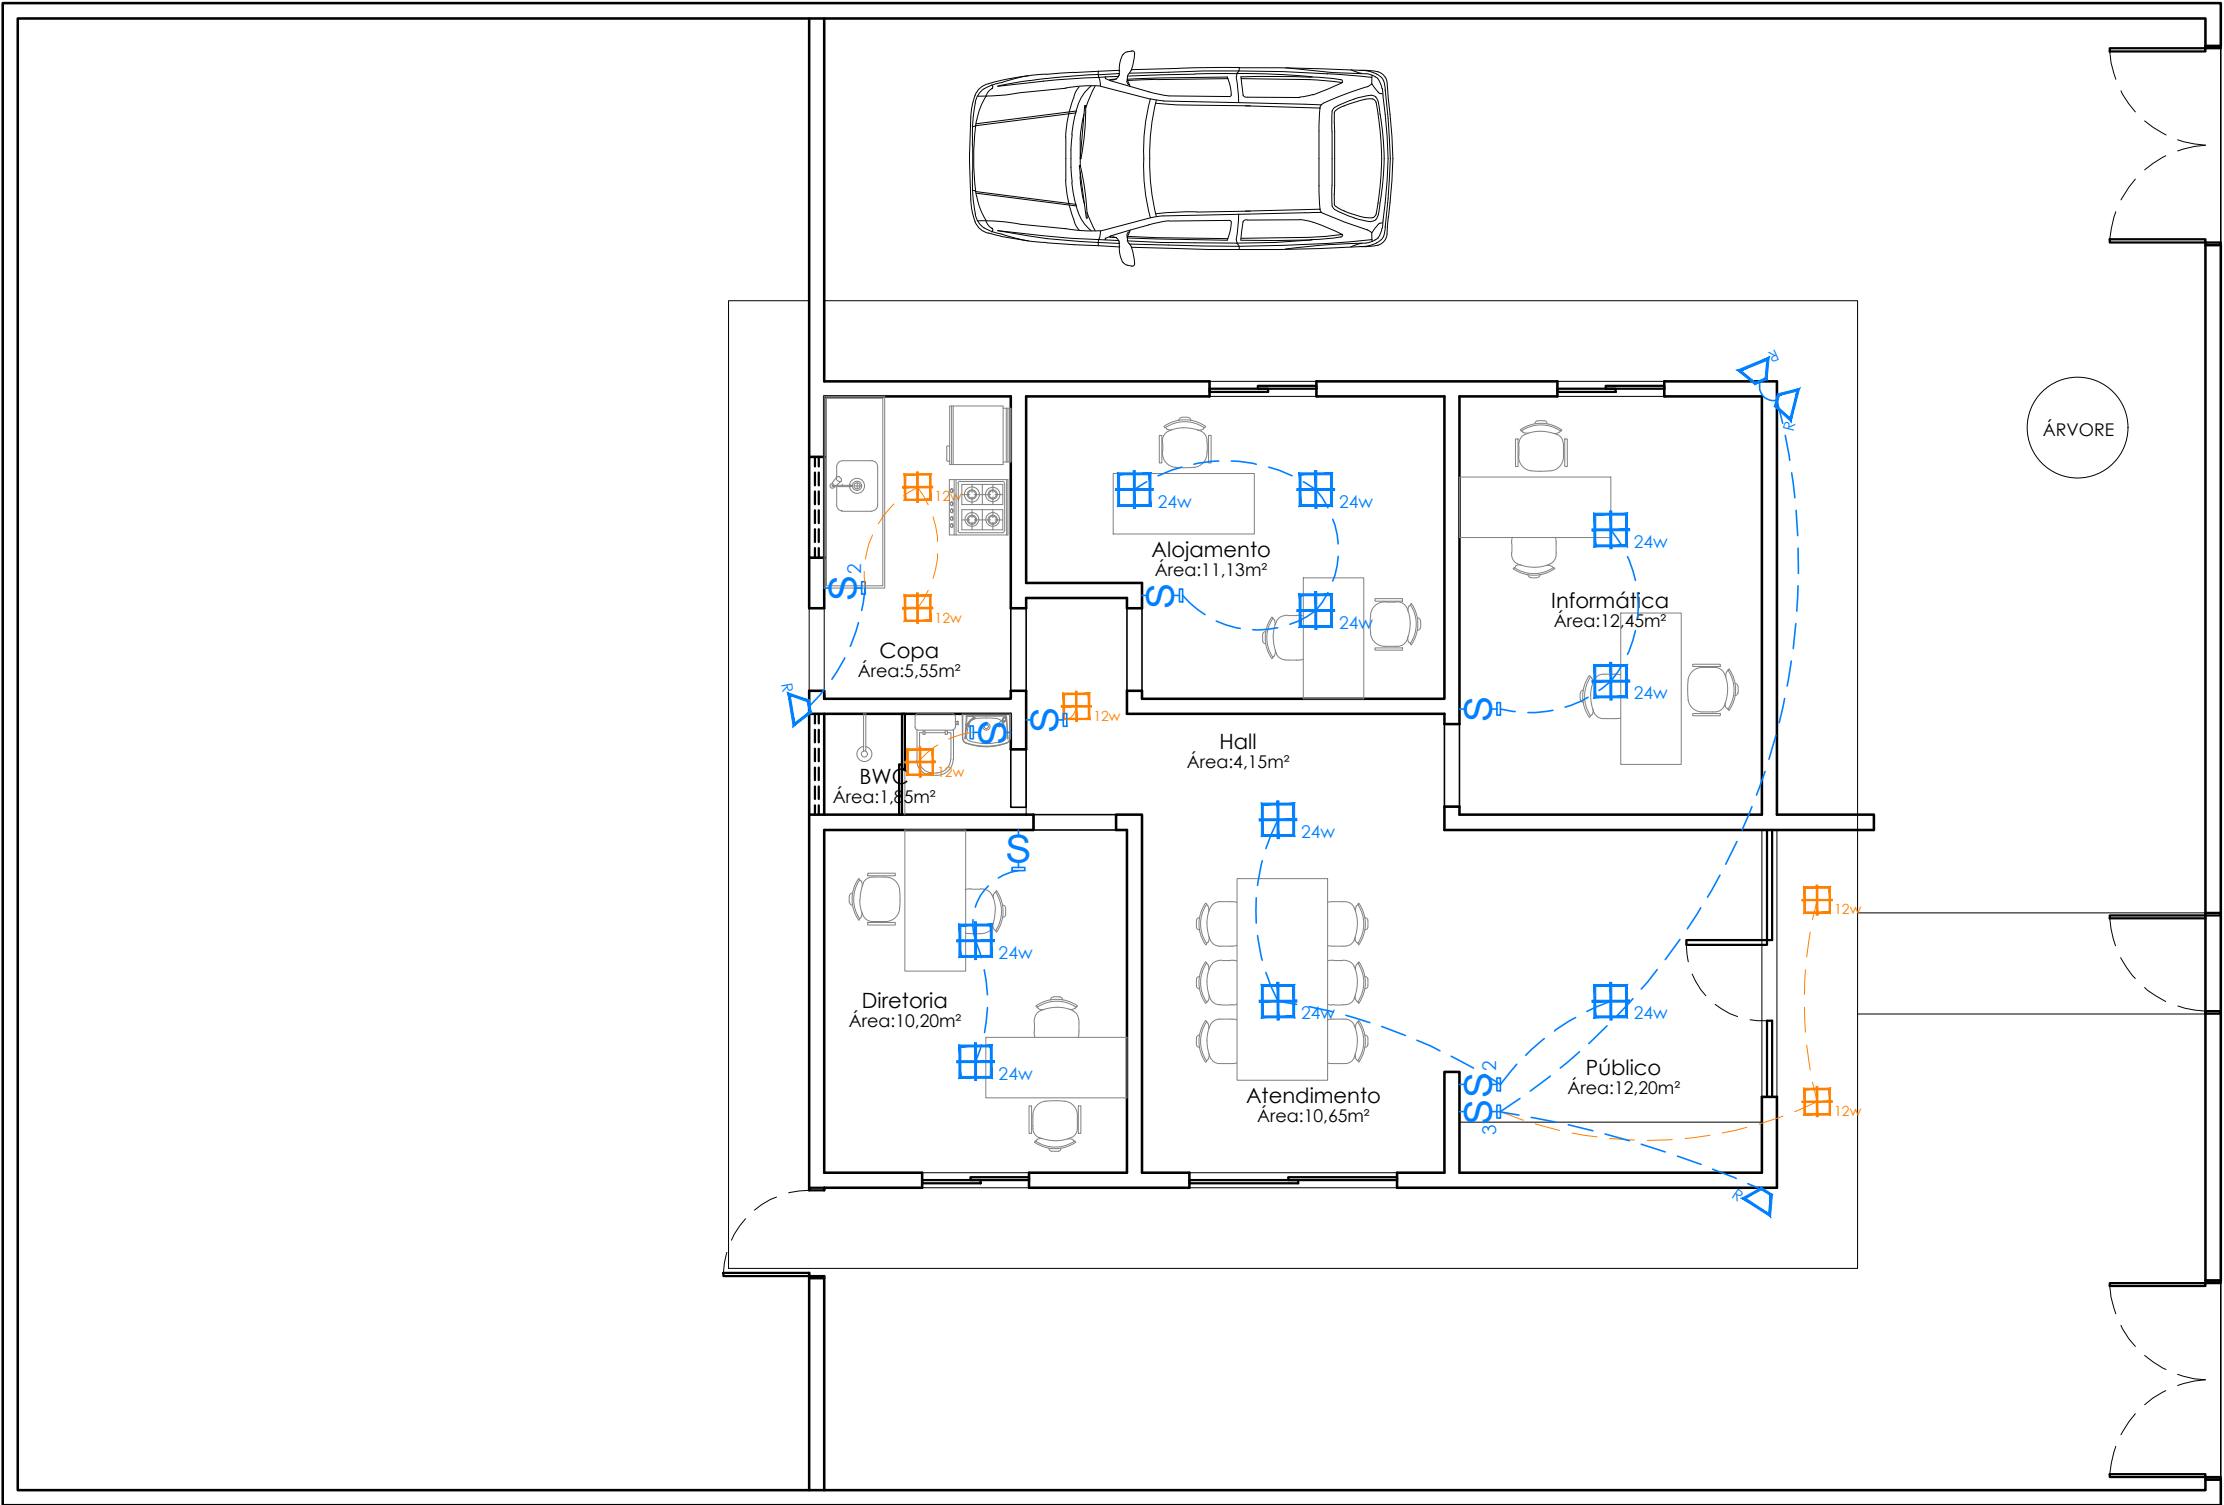 R
R
ÁRVORE
12w
24w
24w
Alojamento
Área:11,13m²
24w
2
S
12w
S
24w
Informática
Área:12,45m²
Copa
Área:5,55m²
24w
R
S
12w
S
S
S
Hall
Área:4,15m²
12w
BWC
Área:1,85m²
24w
S
12w
24w
Diretoria
Área:10,20m²
24w
24w
24w
S
2
Público
Área:12,20m²
Atendimento
Área:10,65m²
S
3
12w
R